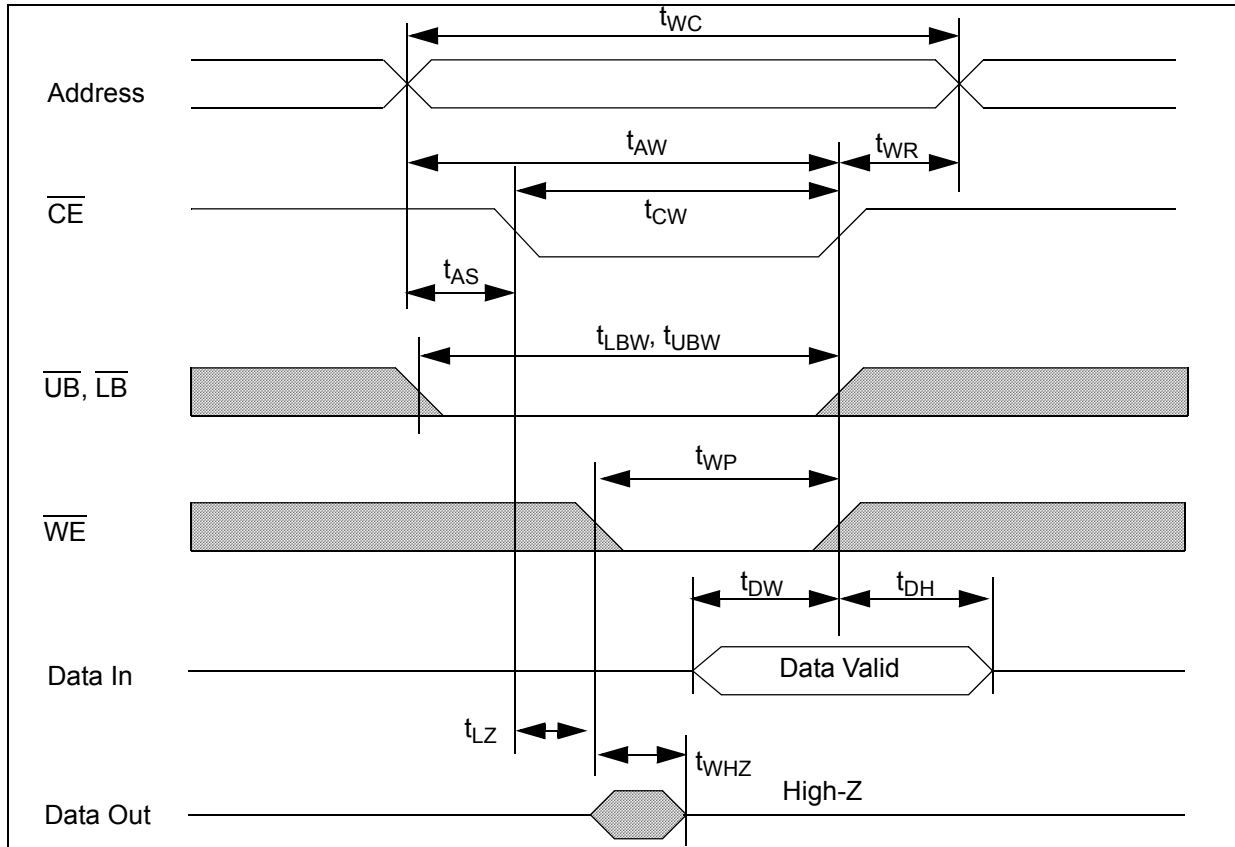 tWC
Address
tAW
tWR
CE
tCW
tAS
tLBW, tUBW
UB, LB
tWP
WE
tDW
tDH
Data In
Data Valid
tLZ
tWHZ
High-Z
Data Out